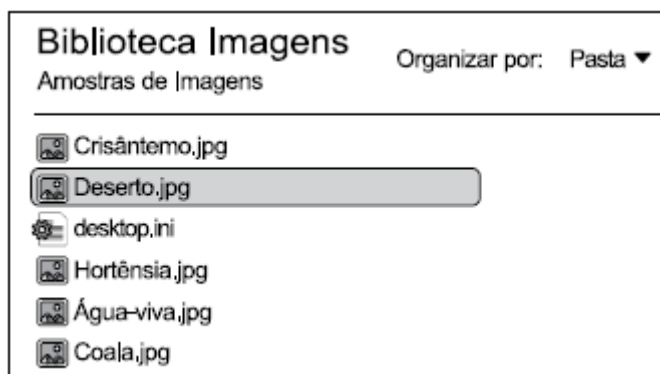 Biblioteca Imagens
Organizar por: Pasta
Amostras de Imagens
Crisântemo.jpg
Deserto.jpg
desktop.ini
Hortênsia.jpg
Água-viva.jpg
Coala.jpg